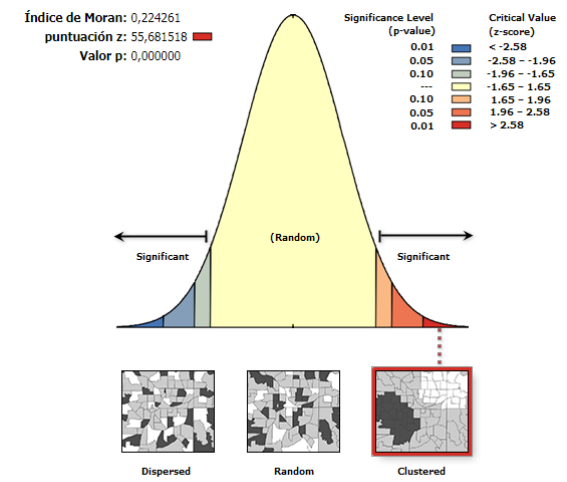 Índice de Moran: 0,224261
puntuación z: 55,681518
Valor p: 0,000000
Significance Level
(p-value)
Critical Value
(z-score)
0.01 < -2.58
0.05 -2.58 – -1.96
0.10 -1.96 – -1.65
--- -1.65 – 1.65
0.10 1.65 – 1.96
0.05 1.96 – 2.58
0.01 > 2.58
(Random)
Significant
Significant
Dispersed
Random
Clustered